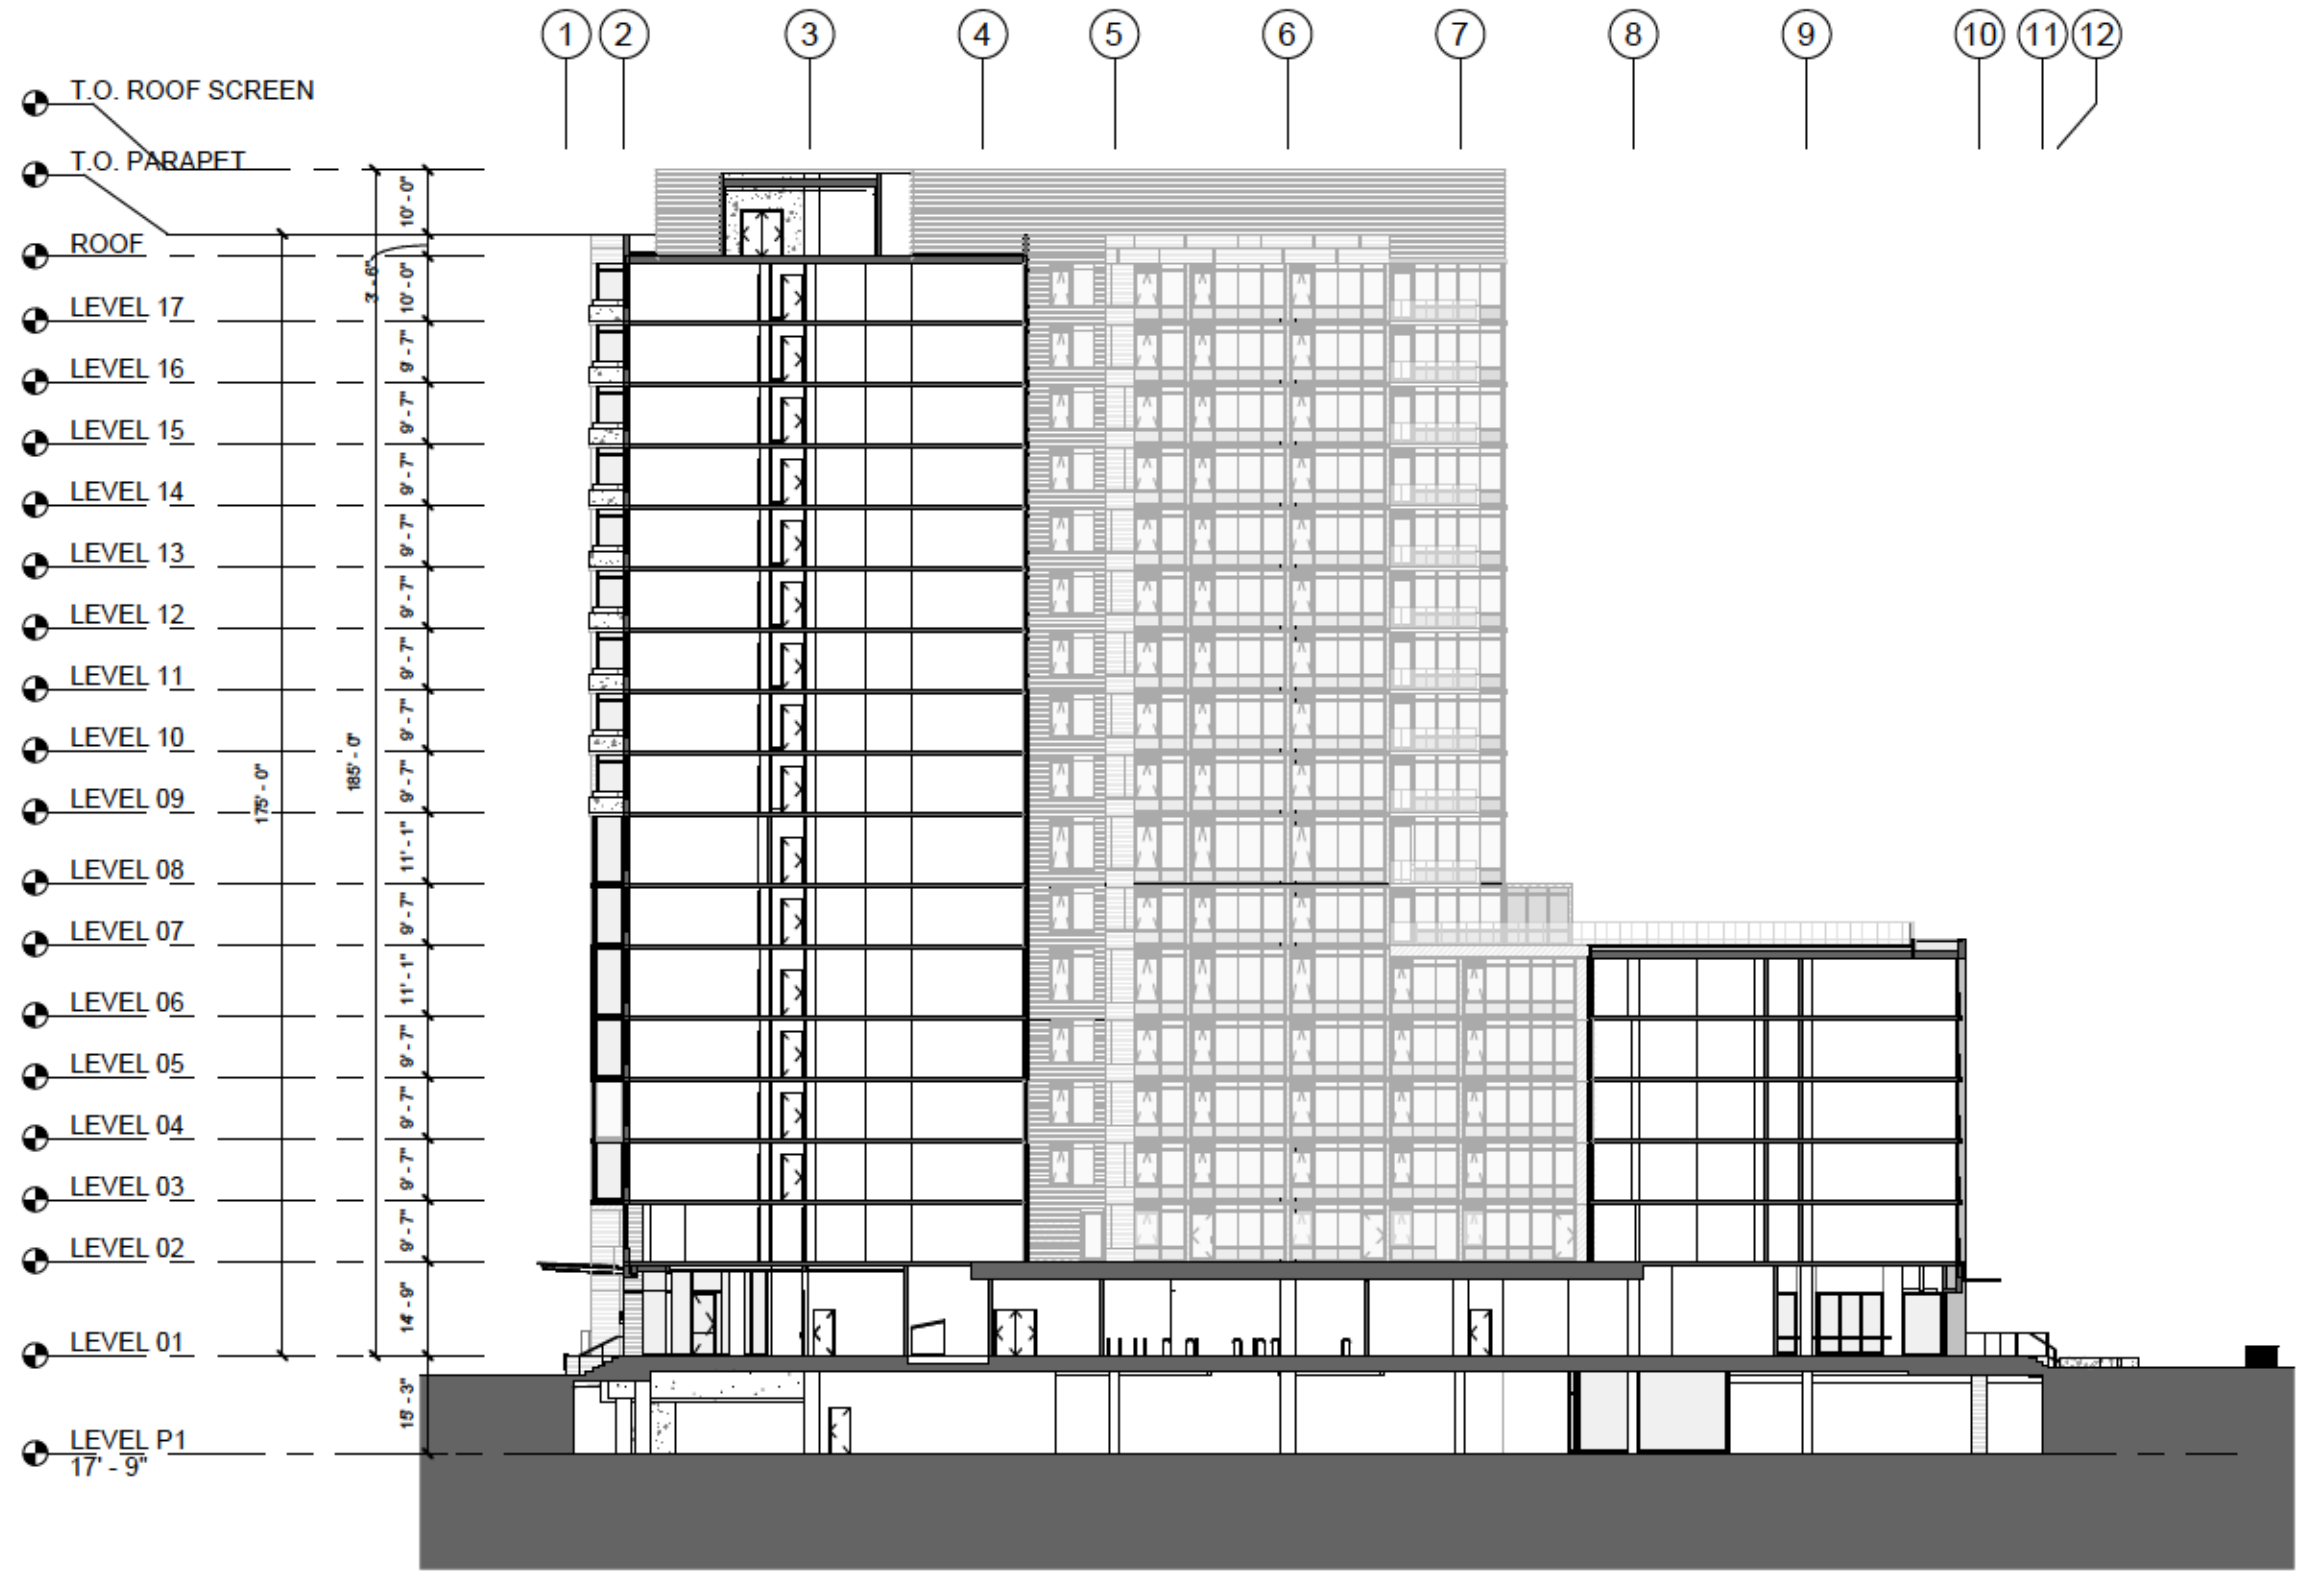 1 2 3 4 5 6 7 8 9 10 11 12
T.O. ROOF SCREEN
T.O. PARAPET
10' - 0"
ROOF
3' - 6"
10' - 0"
LEVEL 17
9' - 7"
LEVEL 16
9' - 7"
LEVEL 15
9' - 7"
LEVEL 14
9' - 7"
LEVEL 13
9' - 7"
LEVEL 12
9' - 7"
LEVEL 11
9' - 7"
LEVEL 10
175' - 0"
185' - 0"
9' - 7"
LEVEL 09
11' - 1"
LEVEL 08
9' - 7"
LEVEL 07
11' - 1"
LEVEL 06
9' - 7"
LEVEL 05
9' - 7"
LEVEL 04
9' - 7"
LEVEL 03
9' - 7"
LEVEL 02
14' - 9"
LEVEL 01
15' - 3"
LEVEL P1
17' - 9"